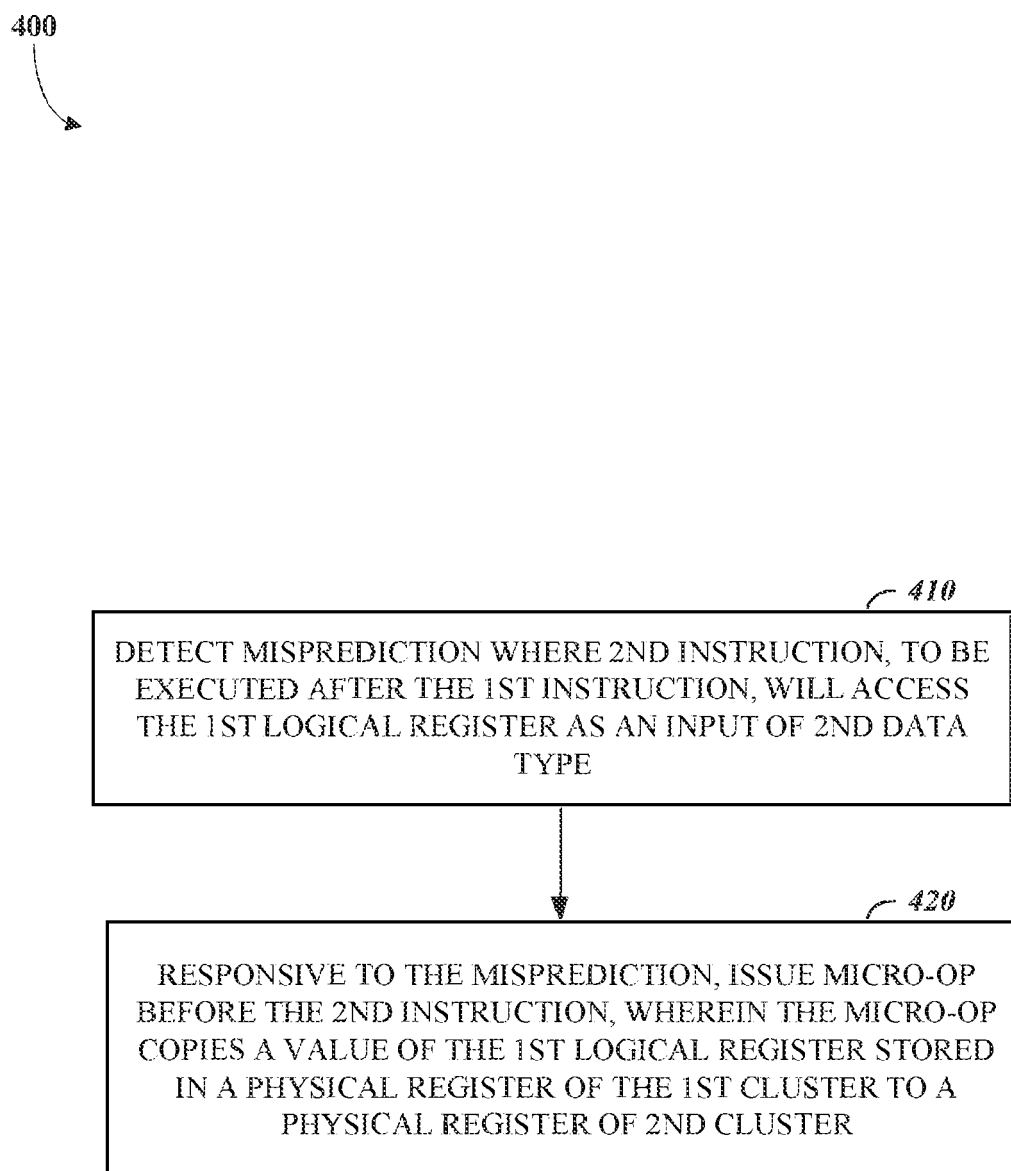 400
410
DETECT MISPREDICTION WHERE 2ND INSTRUCTION, TO BE
EXECUTED AFTER THE 1ST INSTRUCTION, WILL ACCESS
THE 1ST LOGICAL REGISTER AS AN INPUT OF 2ND DATA
TYPE
420
RESPONSIVE TO THE MISPREDICTION, ISSUE MICRO-OP
BEFORE THE 2ND INSTRUCTION, WHEREIN THE MICRO-OP
COPIES A VALUE OF THE 1ST LOGICAL REGISTER STORED
IN A PHYSICAL REGISTER OF THE 1ST CLUSTER TO A
PHYSICAL REGISTER OF 2ND CLUSTER